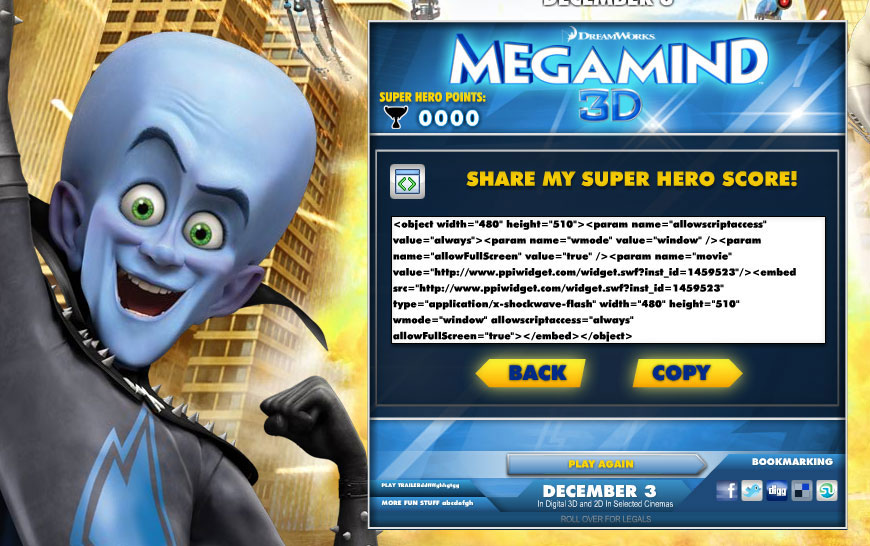 DECEMBER 3
DREAMWORKS
MEGAMIND
3D
SUPER HERO POINTS:
0000
SHARE MY SUPER HERO SCORE!
<object width="480" height="510"><param name="allowscriptaccess"
value="always"><param name="wmode" value="window" /><param
name="allowFullScreen" value="true" /><param name="movie"
value="http://www.ppiwidget.com/widget.swf?inst_id=1459523"/><embed
src="http://www.ppiwidget.com/widget.swf?inst_id=1459523"
type="application/x-shockwave-flash" width="480" height="510"
wmode="window" allowscriptaccess="always"
allowFullScreen="true"></embed></object>
BACK
COPY
PLAY AGAIN
BOOKMARKING
digg
PLAY TRAILER
MORE FUN STUFF abcdefgh
DECEMBER 3
In Digital 3D and 2D In Selected Cinemas
ROLL OVER FOR LEGALS